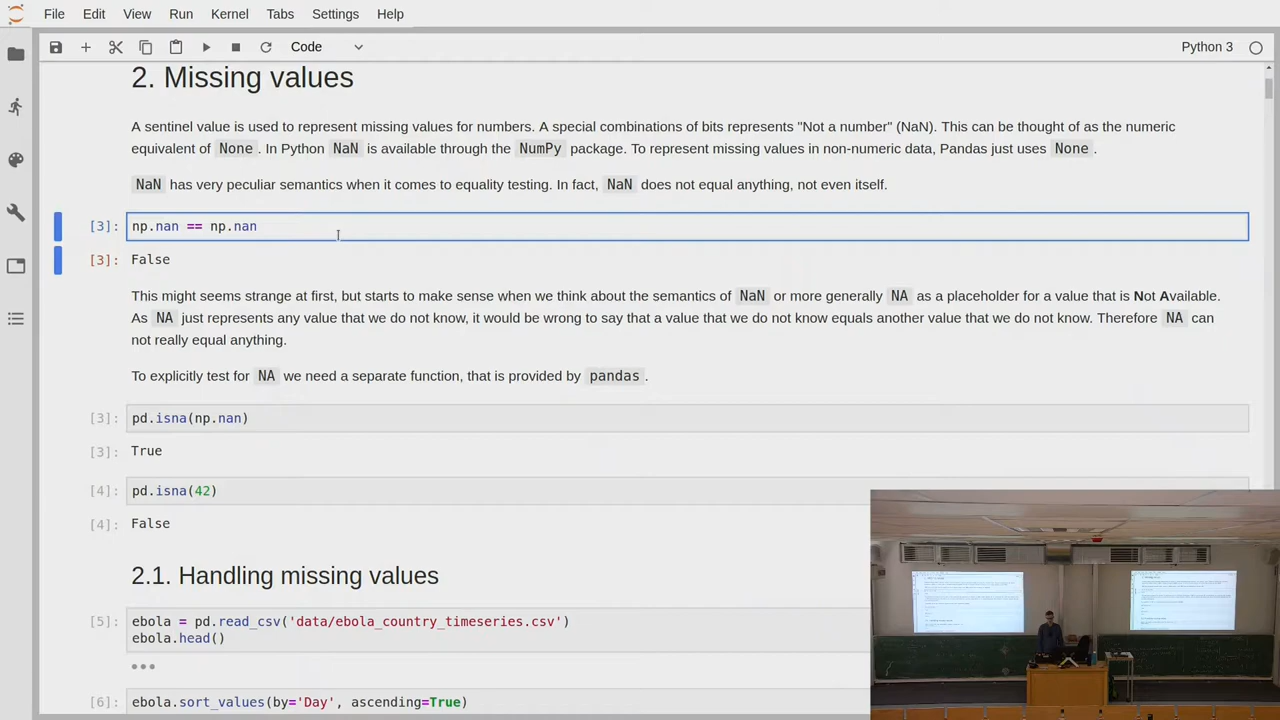 File Edit View Run Kernel Tabs Settings Help
Code
Python 3
2. Missing values
A sentinel value is used to represent missing values for numbers. A special combinations of bits represents "Not a number" (NaN). This can be thought of as the numeric
equivalent of None. In Python NaN is available through the NumPy package. To represent missing values in non-numeric data, Pandas just uses None.
NaN has very peculiar semantics when it comes to equality testing. In fact, NaN does not equal anything, not even itself.
[3]: np.nan == np.nan
[3]: False
This might seems strange at first, but starts to make sense when we think about the semantics of NaN or more generally NA as a placeholder for a value that is Not Available.
As NA just represents any value that we do not know, it would be wrong to say that a value that we do not know equals another value that we do not know. Therefore NA can
not really equal anything.
To explicitly test for NA we need a separate function, that is provided by pandas.
[3]: pd.isna(np.nan)
[3]: True
[4]: pd.isna(42)
[4]: False
2.1. Handling missing values
[5]: ebola = pd.read_csv('data/ebola_country_timeseries.csv')
ebola.head()
[6]: ebola.sort_values(by='Day', ascending=True)